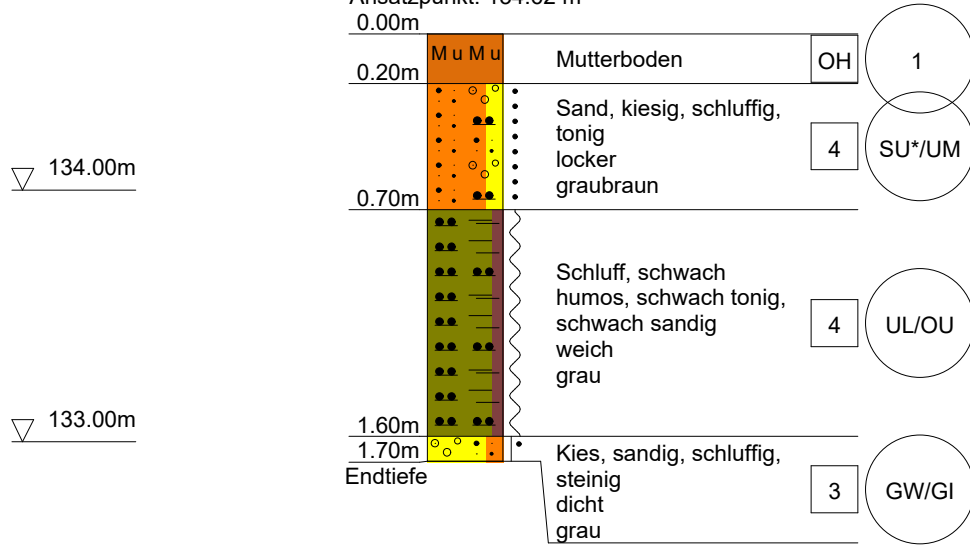 0.00m
M u M u
Mutterboden
OH
1
0.20m
Sand, kiesig, schluffig,
tonig
locker
graubraun
4
SU*/UM
134.00m
0.70m
Schluff, schwach
humos, schwach tonig,
schwach sandig
weich
grau
4
UL/OU
133.00m
1.60m
1.70m
Endtiefe
Kies, sandig, schluffig,
steinig
dicht
grau
3
GW/GI